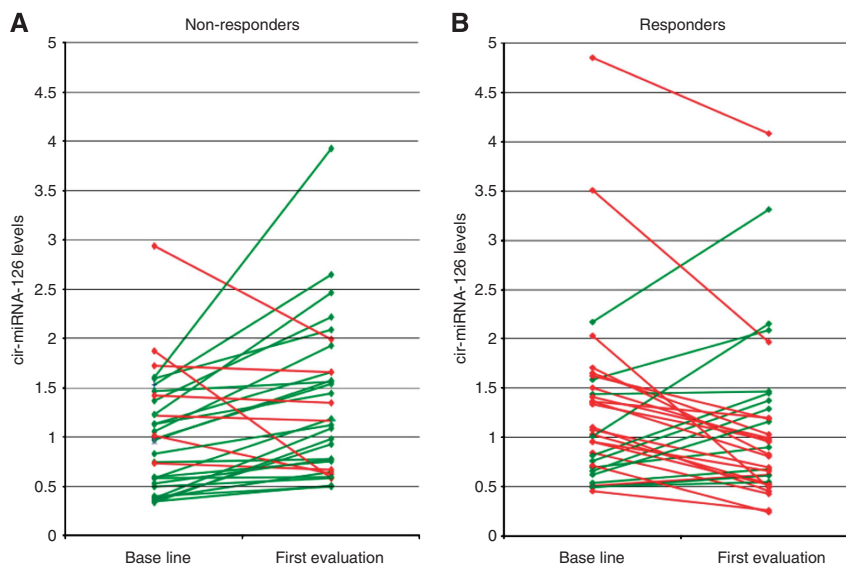 A
Non-responders
5
4.5
4
3.5
3
2.5
2
1.5
1
0.5
0
cir-miRNA-126 levels
Base line
First evaluation
B
Responders
5
4.5
4
3.5
3
2.5
2
1.5
1
0.5
0
cir-miRNA-126 levels
Base line
First evaluation